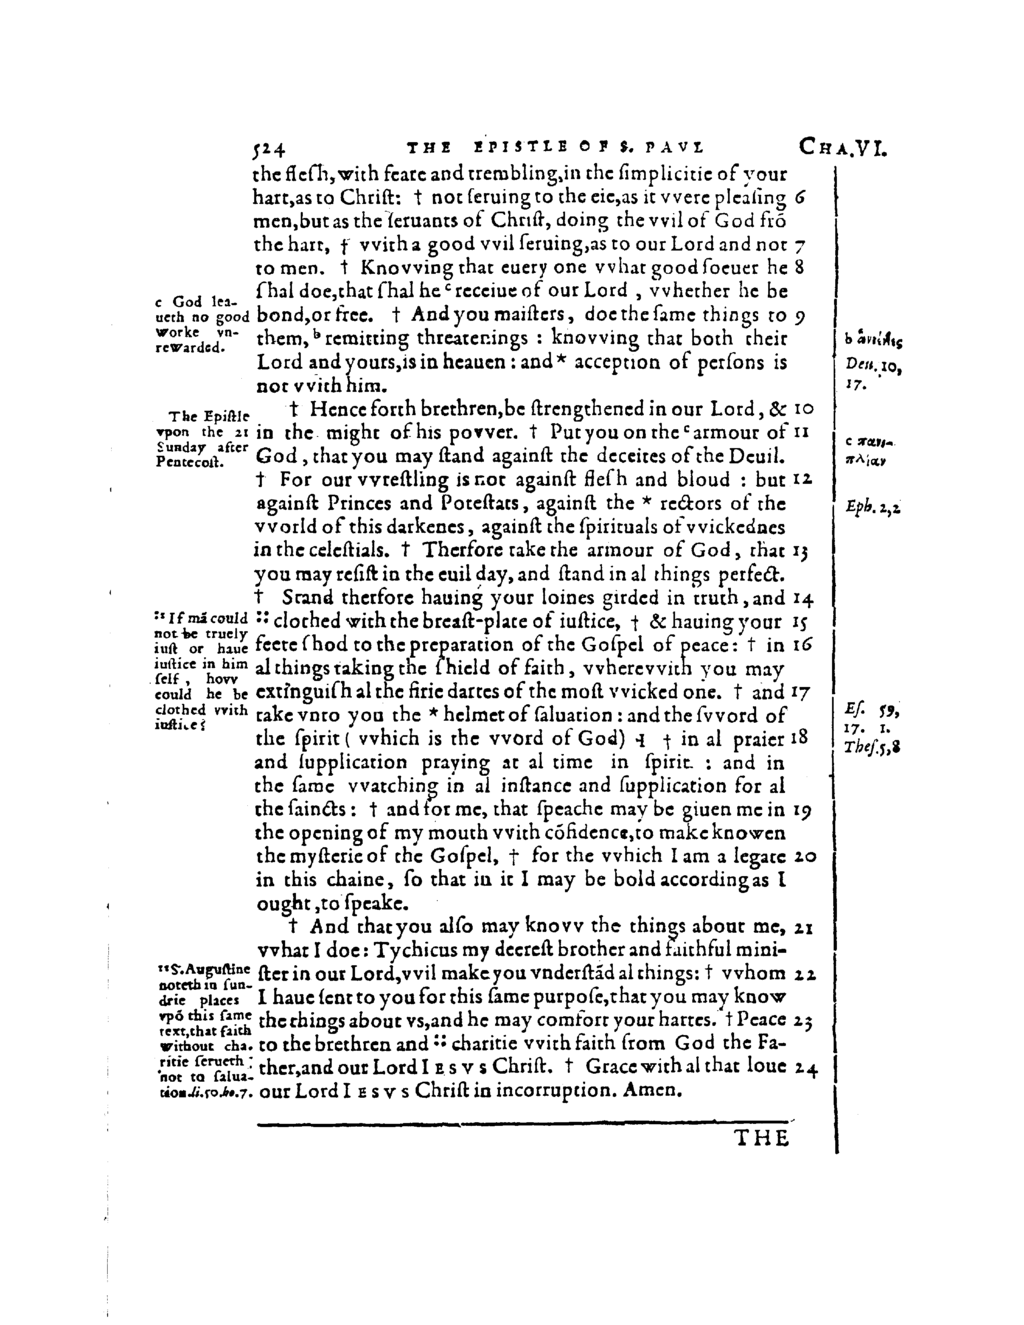 524 THE EPISTLE OF S. PAVL CHA.VI.
the flesh, with feare and trembling, in the simplicitie of your
hart, as to Christ: † not seruing to the eie, as it vvere pleasing 6
men, but as the seruants of Christ, doing the vvil of God frō
the hart, † vvith a good vvil seruing, as to our Lord and not 7
to men. † Knovving that euery one vvhat good soeuer he 8
shal doe, that shal he ᶜ receiue of our Lord , vvhether he be
bond, or free. † And you maisters, doe the same things to 9
them, ᵇ remitting threatenings : knovving that both their
Lord and yours, is in heauen : and * acception of persons is
not vvith him.
† Hence forth brethren, be strengthened in our Lord, & 10
in the might of his povver. † Put you on the ᶜ armour of 11
God, that you may stand against the deceites of the Deuil.
† For our vvrestling is not against flesh and bloud : but 12
against Princes and Potestats, against the * rectors of the
vvorld of this darkenes, against the spirituals of vvickednes
in the celestials. † Therfore take the armour of God, that 13
you may resist in the euil day, and stand in al things perfect.
† Stand therfore hauing your loines girded in truth, and 14
:: clothed with the breast-plate of iustice, † & hauing your 15
feete shod to the preparation of the Gospel of peace: † in 16
al things taking the shield of faith, vvherevvith you may
extinguish al the firie dartes of the most vvicked one. † and 17
take vnto you the * helmet of saluation : and the svvord of
the spirit ( vvhich is the vvord of God) ⊣ † in al praier 18
and supplication praying at al time in spirit. : and in
the same vvatching in al instance and supplication for al
the saincts : † and for me, that speache may be giuen me in 19
the opening of my mouth vvith cōfidence, to make knowen
the mysterie of the Gospel, † for the vvhich I am a legate 20
in this chaine, so that in it I may be bold according as I
ought, to speake.
† And that you also may knovv the things about me, 21
vvhat I doe: Tychicus my deerest brother and faithful mini-
ster in our Lord, vvil make you vnderstād al things: † vvhom 22
I haue sent to you for this same purpose, that you may know
the things about vs, and he may comfort your hartes. † Peace 23
to the brethren and :: charitie vvith faith from God the Fa-
ther, and out Lord IESVS Christ. † Grace with al that loue 24
our Lord IESVS Christ in incorruption. Amen.
THE
c God lea-
ueth no good
worke vn-
rewarded.
The Epistle
vpon the 21
Sunday after
Pentecost.
:: If mā could
not be truely
iust or haue
iustice in him
self, hovv
could he be
clothed vvith
iustice?
:: S. Augustine
noteth in sun-
drie places
vpō this same
text, that faith
without cha-
ritie serueth
not to salua-
tion. li. 50. ho. 7.
b ἀνιέντες
Deu. 10,
17.
c πανο-
πλίαν
Eph. 2,2
Es. 59,
17. 1.
Thes. 5,8